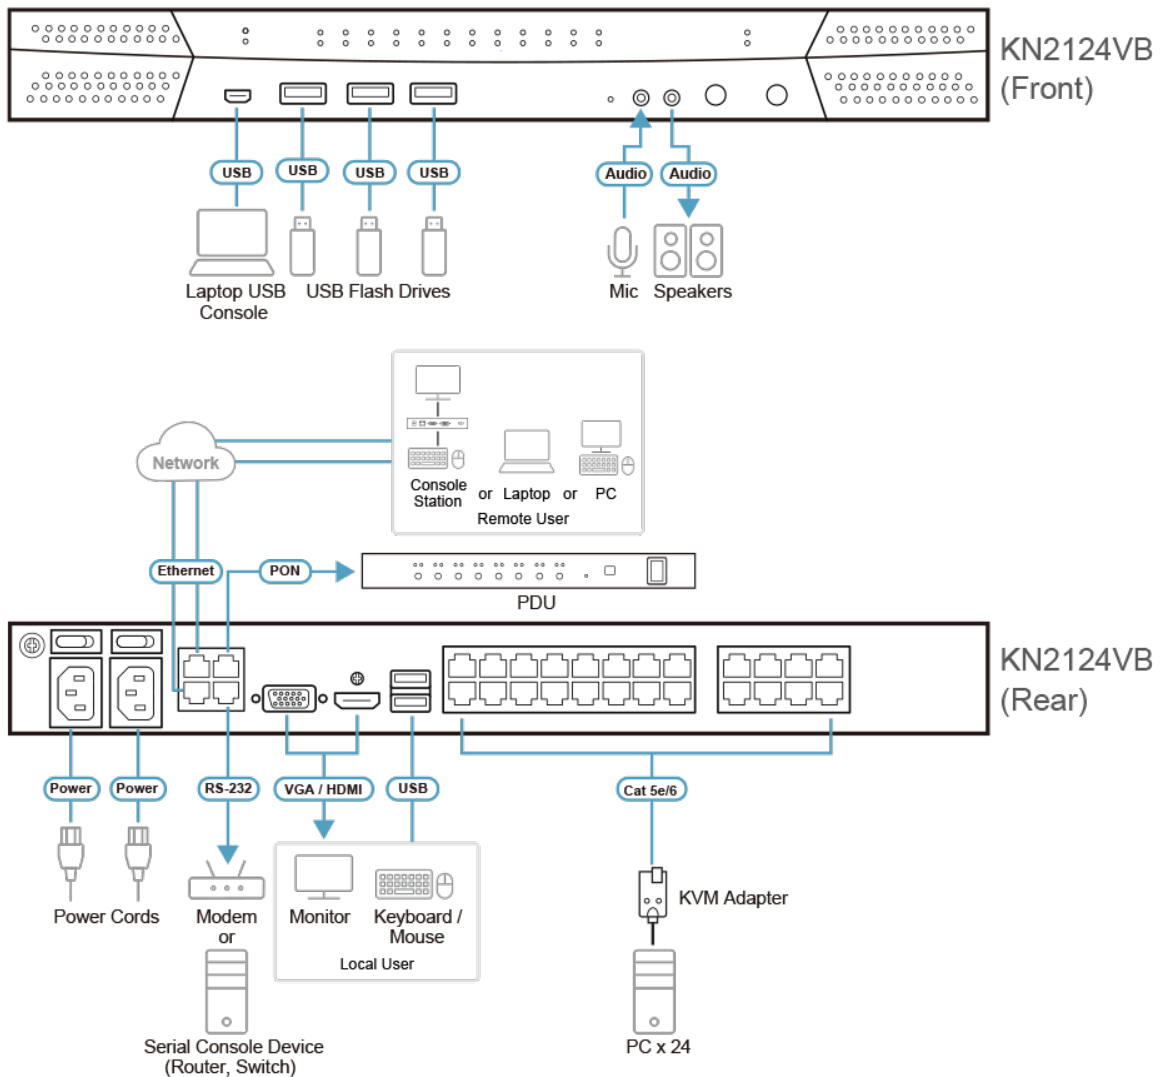 KN2124VB
(Front)
USB
USB
USB
USB
Audio
Audio
Laptop USB
Console
USB Flash Drives
Mic
Speakers
Network
Console
Station
or
Laptop
or
PC
Remote User
Ethernet
PON
PDU
KN2124VB
(Rear)
Power
Power
RS-232
VGA / HDMI
USB
Cat 5e/6
KVM Adapter
Power Cords
Modem
or
Monitor
Keyboard /
Mouse
Local User
Serial Console Device
(Router, Switch)
PC x 24